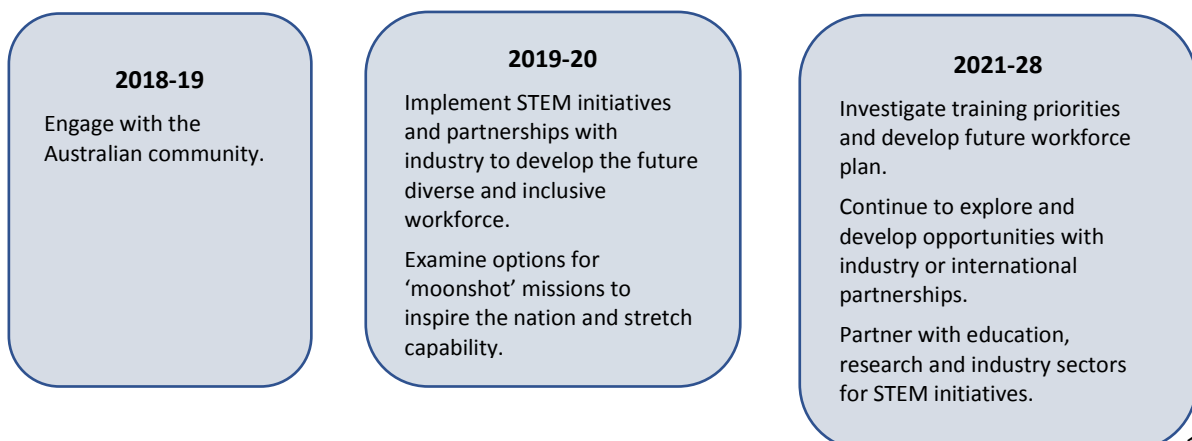 2018-19
Engage with the
Australian community.
2019-20
Implement STEM initiatives
and partnerships with
industry to develop the future
diverse and inclusive
workforce.
Examine options for
‘moonshot’ missions to
inspire the nation and stretch
capability.
2021-28
Investigate training priorities
and develop future workforce
plan.
Continue to explore and
develop opportunities with
industry or international
partnerships.
Partner with education,
research and industry sectors
for STEM initiatives.